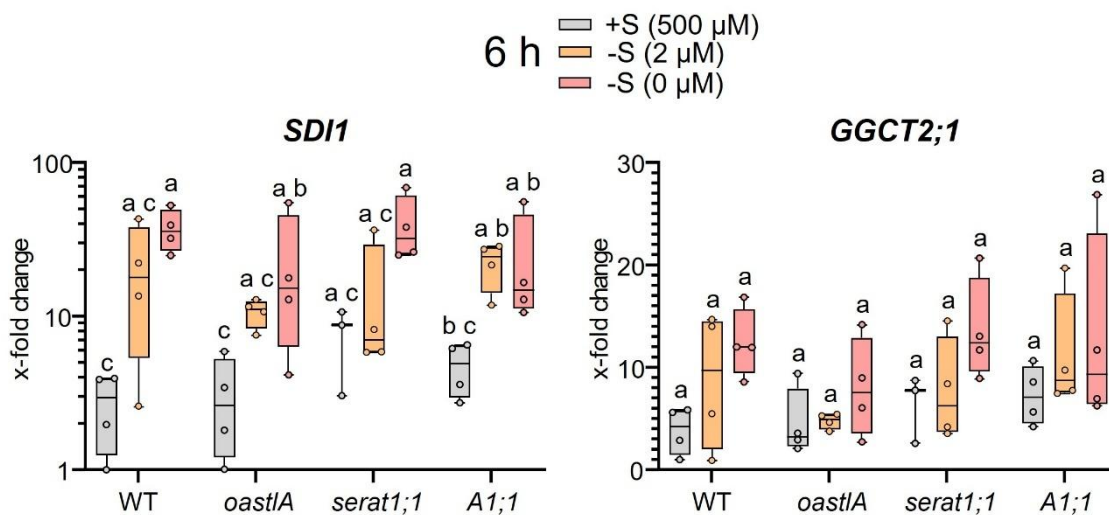 6 h
+S (500 µM)
-S (2 µM)
-S (0 µM)
SDI1
x-fold change
100
10
1
c
a c
a
c
a c
a b
a c
a c
a
b c
a b
a b
WT
oastlA
serat1;1
A1;1
GGCT2;1
x-fold change
30
20
10
0
a
a
a
a
a
a
a
a
a
a
a
a
WT
oastlA
serat1;1
A1;1